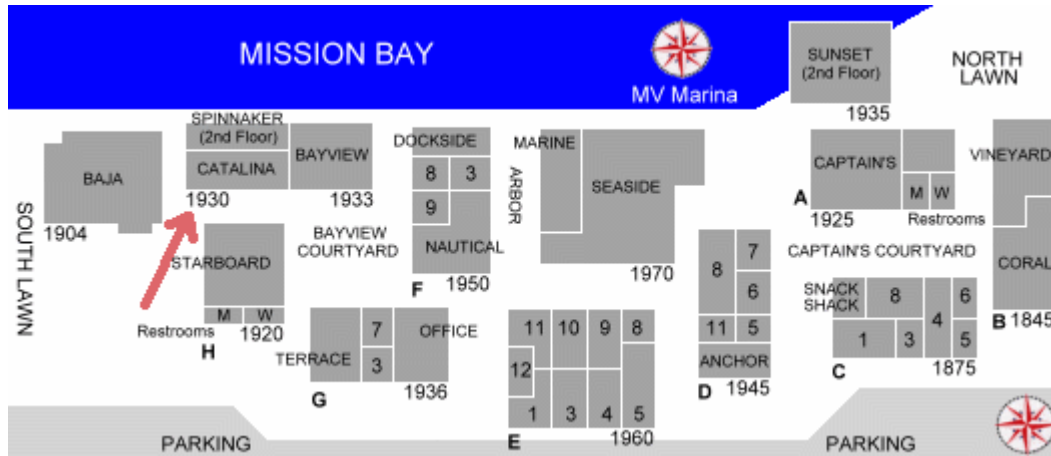 MISSION BAY
MV Marina
SUNSET
(2nd Floor)
1935
NORTH
LAWN
SPINNAKER
(2nd Floor)
CATALINA
1930
BAYVIEW
1933
BAJA
1904
SOUTH LAWN
DOCKSIDE
8
3
9
NAUTICAL
1950
F
BAYVIEW
COURTYARD
ARBOR
MARINE
SEASIDE
1970
CAPTAIN'S
A
1925
M
W
Restrooms
VINEYARD
CAPTAIN'S COURTYARD
CORAL
B
1845
STARBOARD
M
W
Restrooms
1920
H
TERRACE
7
3
OFFICE
G
1936
11
10
9
8
12
1
3
4
5
E
1960
8
7
6
11
5
ANCHOR
D
1945
SNACK
SHACK
8
6
4
1
3
5
C
1875
PARKING
PARKING